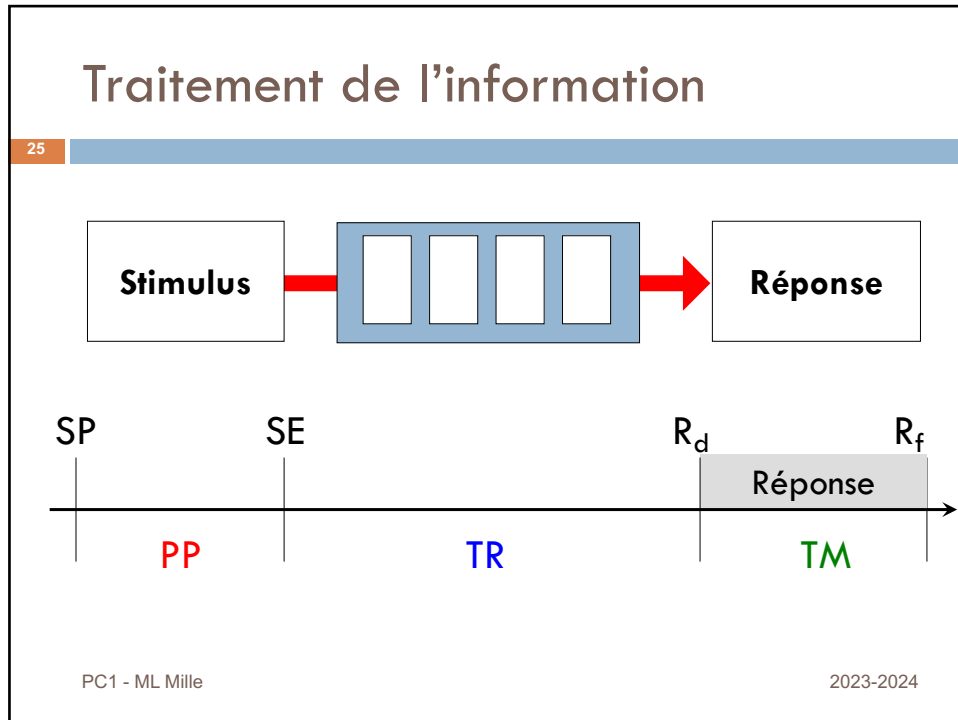 Traitement de l’information
25
Stimulus
Réponse
SP SE Rd Rf
Réponse
PP TR TM
PC1 - ML Mille 2023-2024